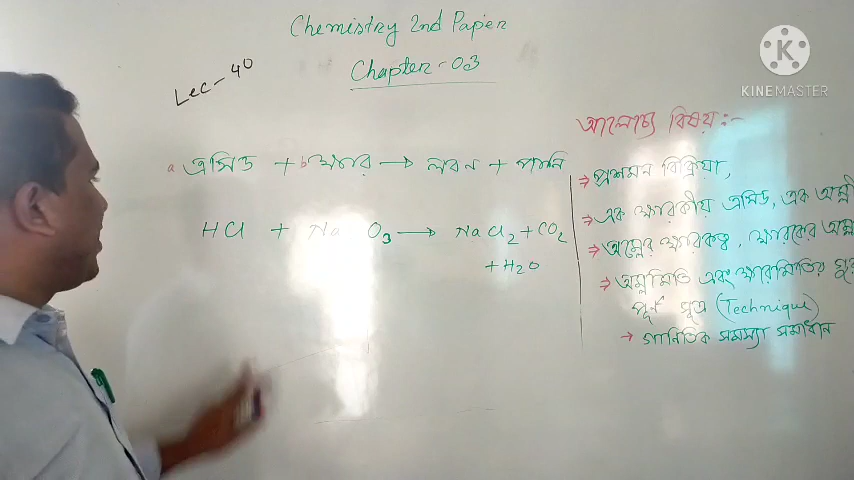 Chemistry 2nd Paper
Chapter-03
Lec-40
a এসিড + b ক্ষার → লবন + পানি
HCl + Na O3 → NaCl2 + CO2
+ H2O
আলোচ্য বিষয়:-
⇒ প্রশমন বিক্রিয়া,
⇒ এক ক্ষারকীয় এসিড, এক অম্লী
⇒ অম্লের ক্ষারকত্ব, ক্ষারকের অম্ল
⇒ অম্লমিতি এবং ক্ষারমিতির
সূত্র (Technique)
→ গানিতিক সমস্যা সমাধান
K
KINEMASTER